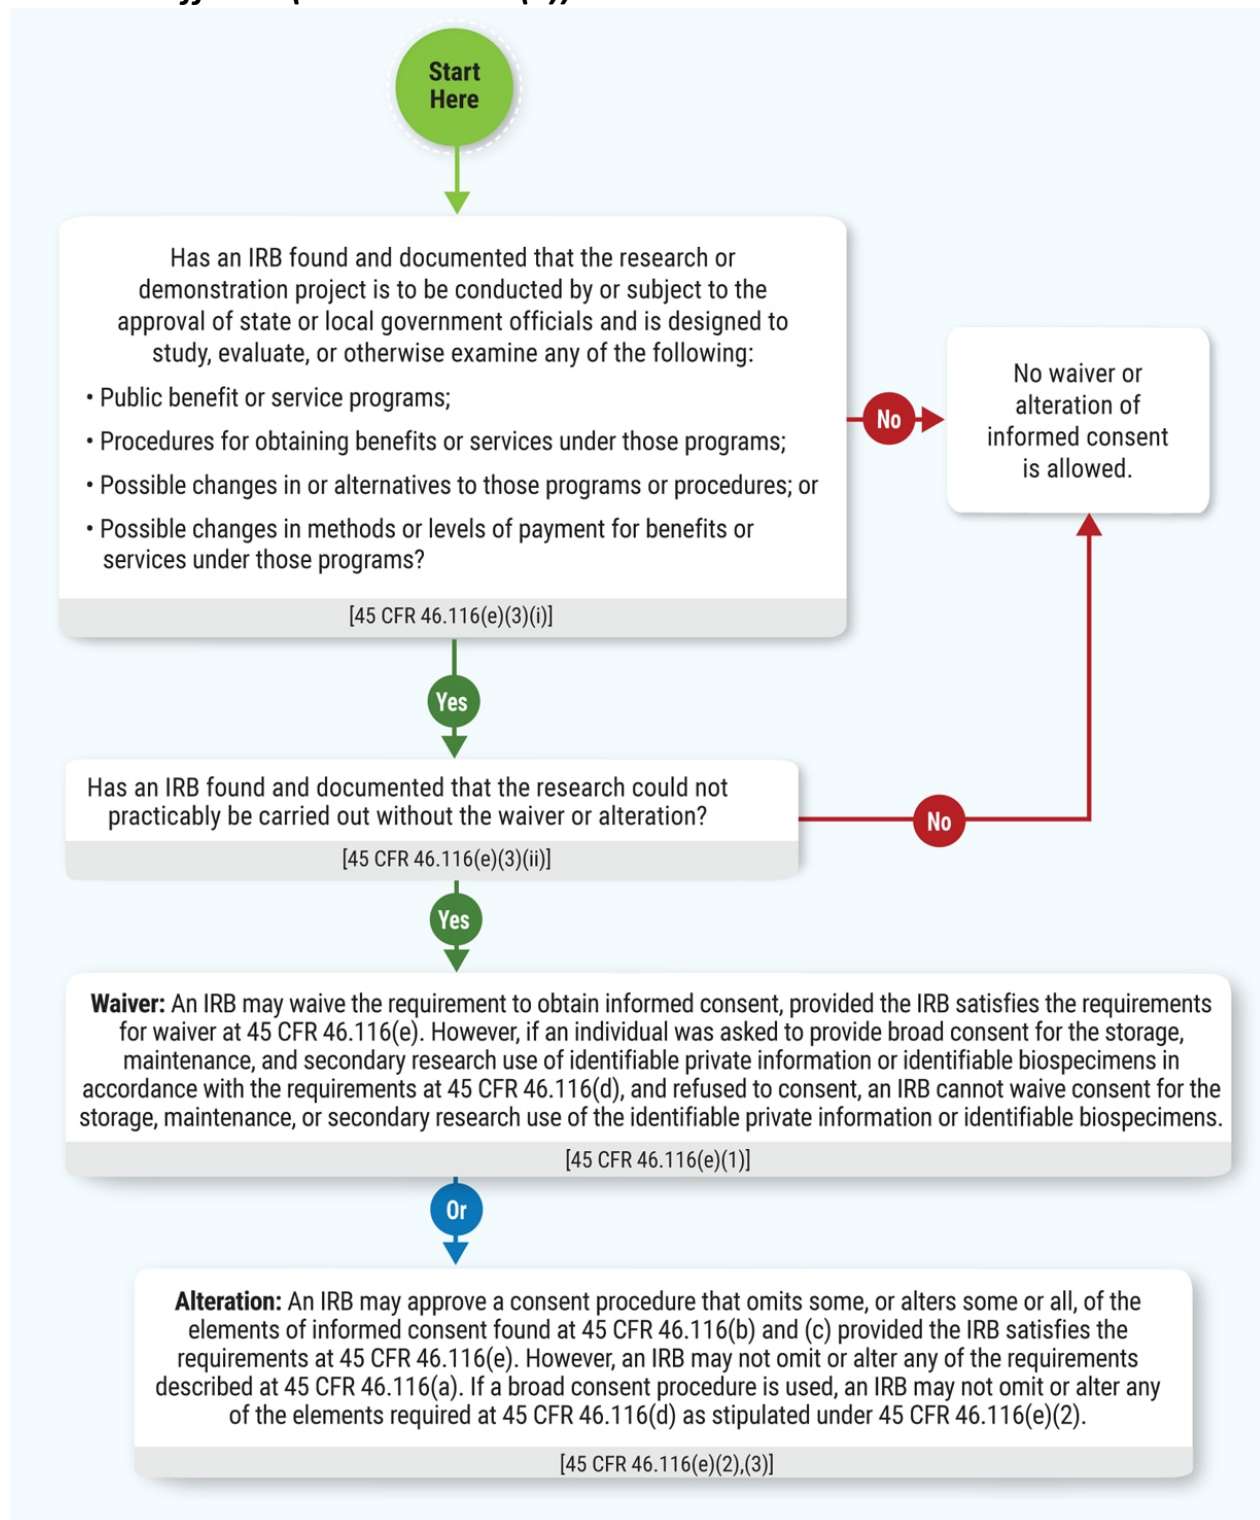 Start
Here
Has an IRB found and documented that the research or
demonstration project is to be conducted by or subject to the
approval of state or local government officials and is designed to
study, evaluate, or otherwise examine any of the following:
• Public benefit or service programs;
• Procedures for obtaining benefits or services under those programs;
• Possible changes in or alternatives to those programs or procedures; or
• Possible changes in methods or levels of payment for benefits or
services under those programs?
[45 CFR 46.116(e)(3)(i)]
No
No waiver or
alteration of
informed consent
is allowed.
Yes
Has an IRB found and documented that the research could not
practicably be carried out without the waiver or alteration?
[45 CFR 46.116(e)(3)(ii)]
No
Yes
Waiver: An IRB may waive the requirement to obtain informed consent, provided the IRB satisfies the requirements
for waiver at 45 CFR 46.116(e). However, if an individual was asked to provide broad consent for the storage,
maintenance, and secondary research use of identifiable private information or identifiable biospecimens in
accordance with the requirements at 45 CFR 46.116(d), and refused to consent, an IRB cannot waive consent for the
storage, maintenance, or secondary research use of the identifiable private information or identifiable biospecimens.
[45 CFR 46.116(e)(1)]
Or
Alteration: An IRB may approve a consent procedure that omits some, or alters some or all, of the
elements of informed consent found at 45 CFR 46.116(b) and (c) provided the IRB satisfies the
requirements at 45 CFR 46.116(e). However, an IRB may not omit or alter any of the requirements
described at 45 CFR 46.116(a). If a broad consent procedure is used, an IRB may not omit or alter any
of the elements required at 45 CFR 46.116(d) as stipulated under 45 CFR 46.116(e)(2).
[45 CFR 46.116(e)(2),(3)]